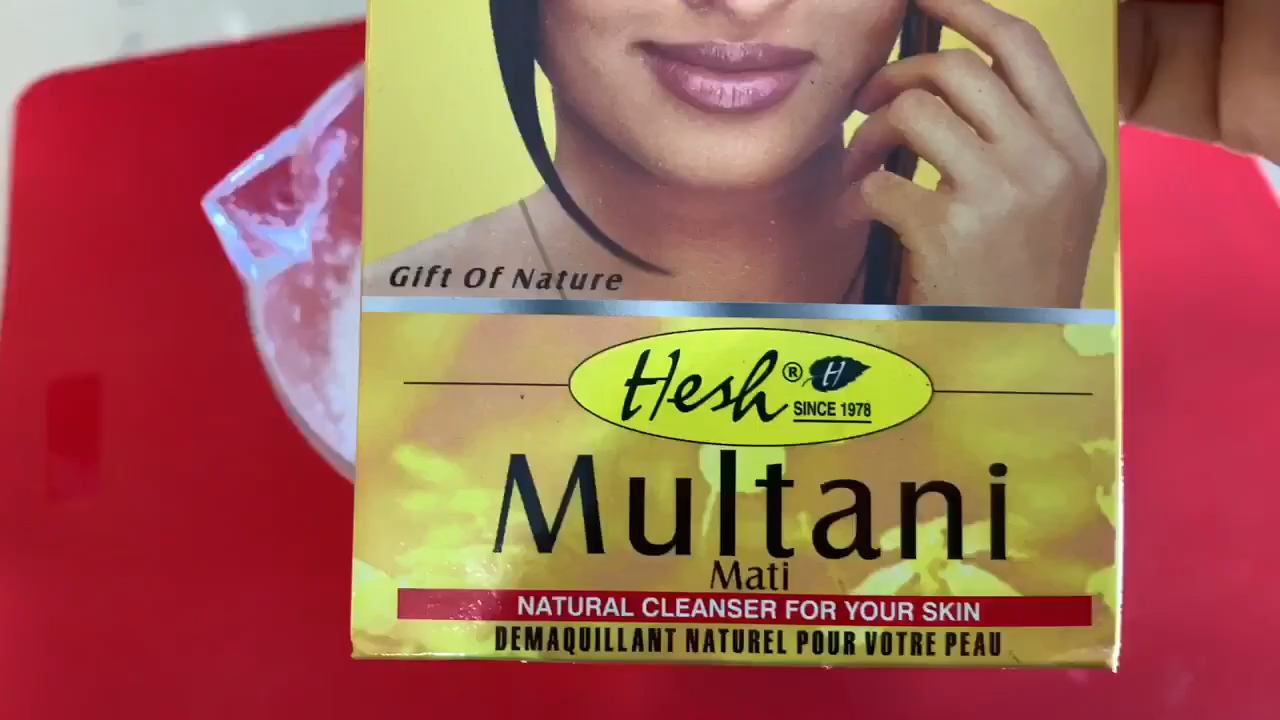 Gift Of Nature
Hesh® H
SINCE 1978
Multani
Mati
NATURAL CLEANSER FOR YOUR SKIN
DEMAQUILLANT NATUREL POUR VOTRE PEAU